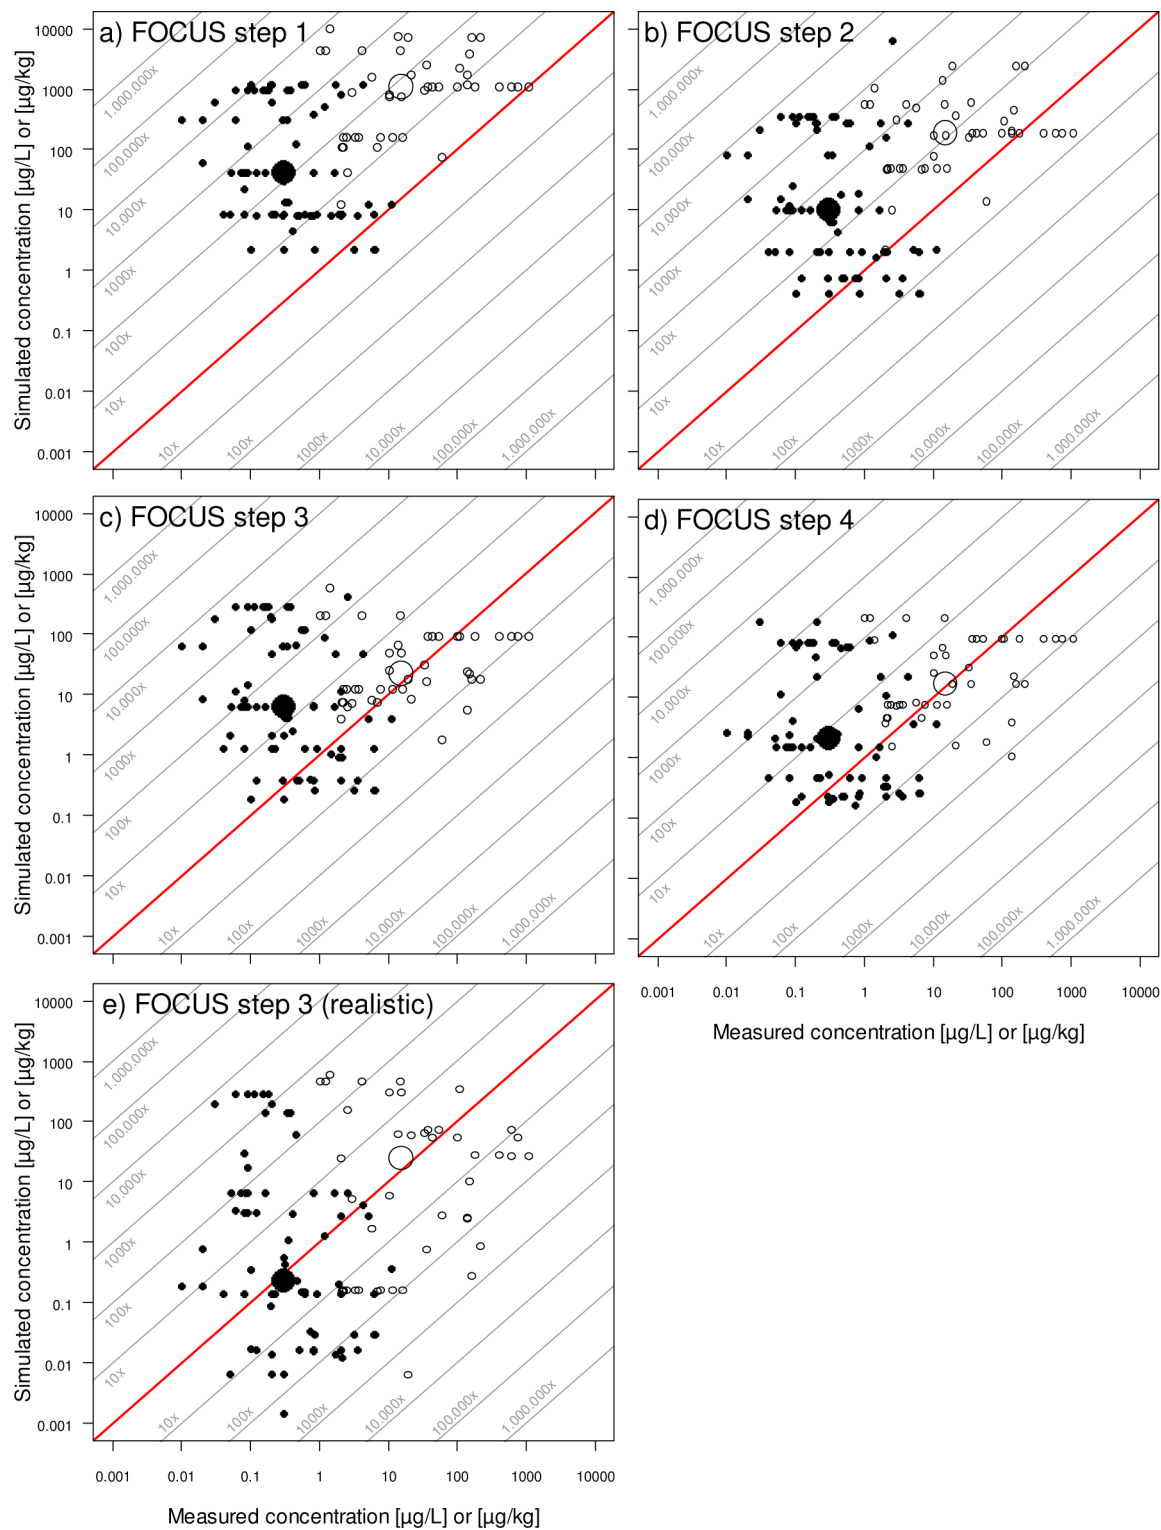 a) FOCUS step 1
Simulated concentration [µg/L] or [µg/kg]
10000
1000
100
10
1
0.1
0.01
0.001
1.000.000x
100.000x
10.000x
1000x
100x
10x
10x
100x
1000x
10.000x
100.000x
1.000.000x
b) FOCUS step 2
1.000.000x
100.000x
10.000x
1000x
100x
10x
10x
100x
1000x
10.000x
100.000x
1.000.000x
c) FOCUS step 3
Simulated concentration [µg/L] or [µg/kg]
10000
1000
100
10
1
0.1
0.01
0.001
1.000.000x
100.000x
10.000x
1000x
100x
10x
10x
100x
1000x
10.000x
100.000x
1.000.000x
d) FOCUS step 4
1.000.000x
100.000x
10.000x
1000x
100x
10x
10x
100x
1000x
10.000x
100.000x
1.000.000x
0.001 0.01 0.1 1 10 100 1000 10000
Measured concentration [µg/L] or [µg/kg]
e) FOCUS step 3 (realistic)
Simulated concentration [µg/L] or [µg/kg]
10000
1000
100
10
1
0.1
0.01
0.001
1.000.000x
100.000x
10.000x
1000x
100x
10x
10x
100x
1000x
10.000x
100.000x
1.000.000x
0.001 0.01 0.1 1 10 100 1000 10000
Measured concentration [µg/L] or [µg/kg]